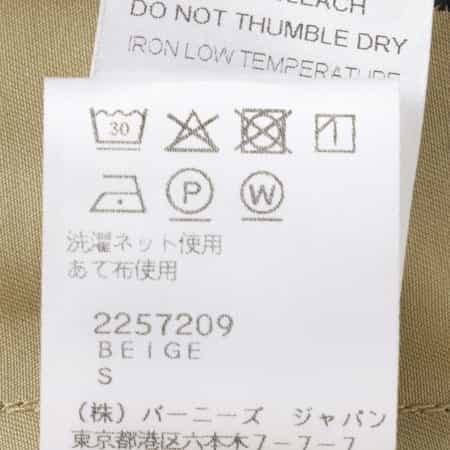 BLEACH
DO NOT THUMBLE DRY
IRON LOW TEMPERATURE
30
P
W
洗濯ネット使用
あて布使用
2257209
BEIGE
S
(株) バーニーズ ジャパン
東京都港区六本木7-7-7